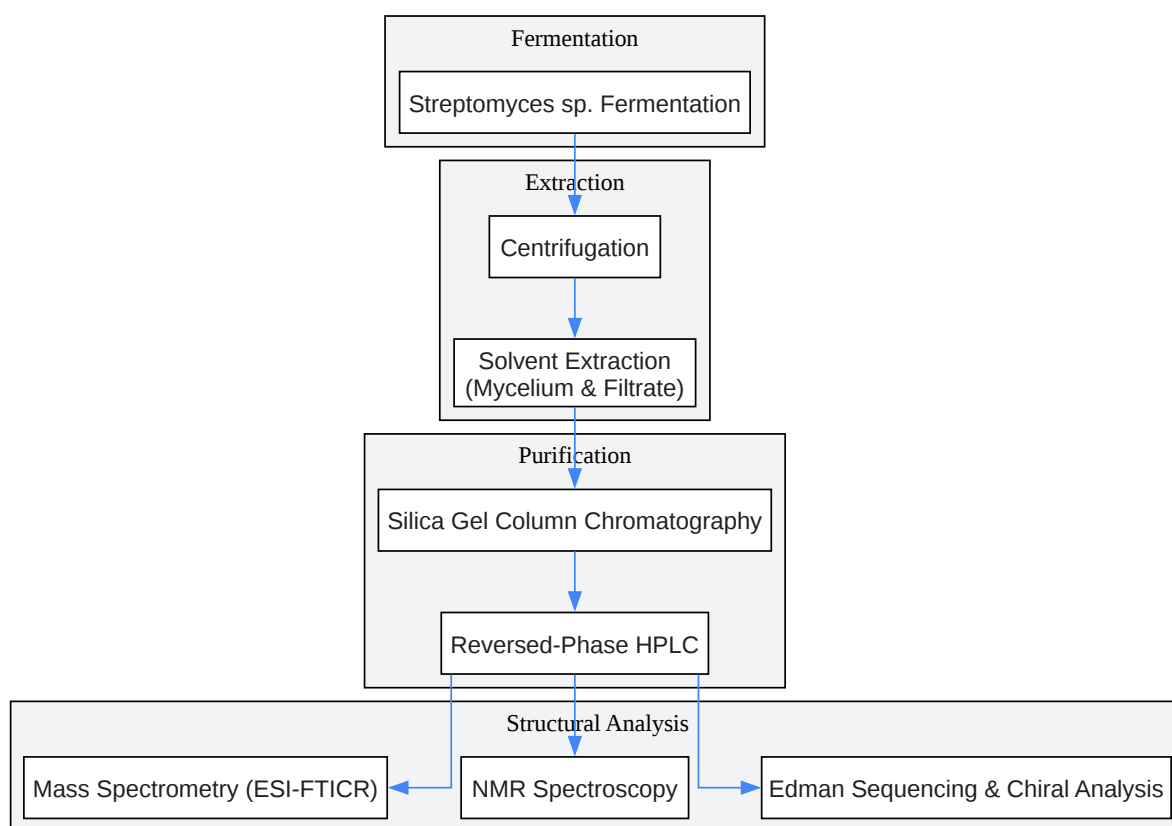 Fermentation
Streptomyces sp. Fermentation
Extraction
Centrifugation
Solvent Extraction
(Mycelium & Filtrate)
Purification
Silica Gel Column Chromatography
Reversed-Phase HPLC
Structural Analysis
Mass Spectrometry (ESI-FTICR)
NMR Spectroscopy
Edman Sequencing & Chiral Analysis